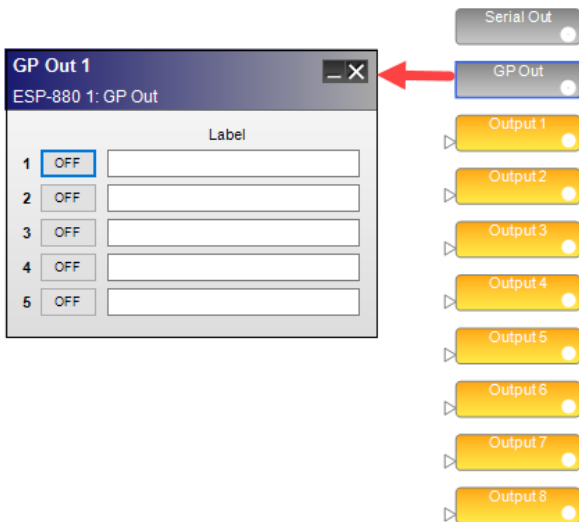 GP Out 1
ESP-880 1: GP Out
Label
1 OFF
2 OFF
3 OFF
4 OFF
5 OFF
Serial Out
GP Out
Output 1
Output 2
Output 3
Output 4
Output 5
Output 6
Output 7
Output 8